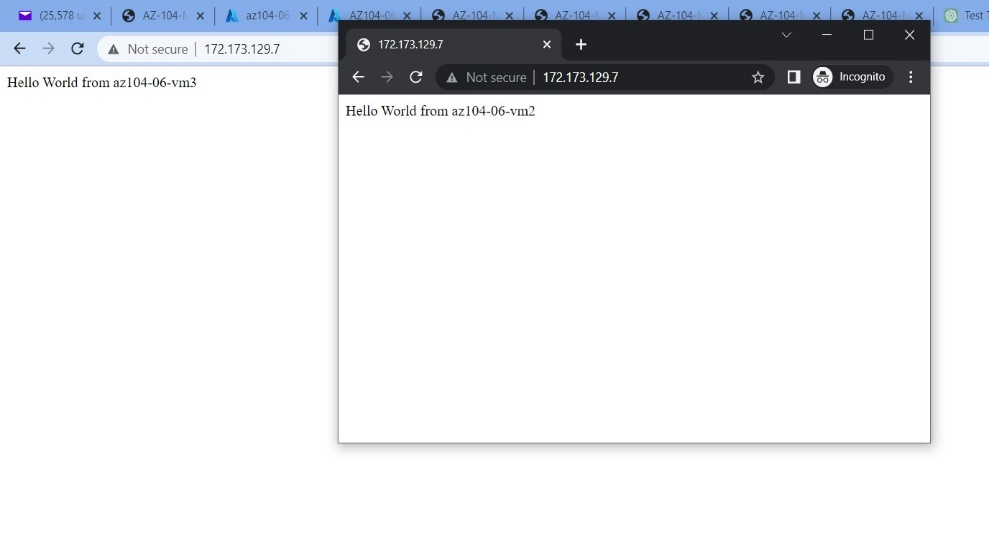 (25,578 u
AZ-104-M
az104-06
AZ104-0
AZ-104-
AZ-104-
AZ-104-
AZ-104-
AZ-104-
Test T
Not secure | 172.173.129.7
Hello World from az104-06-vm3
172.173.129.7
Not secure | 172.173.129.7
Incognito
Hello World from az104-06-vm2